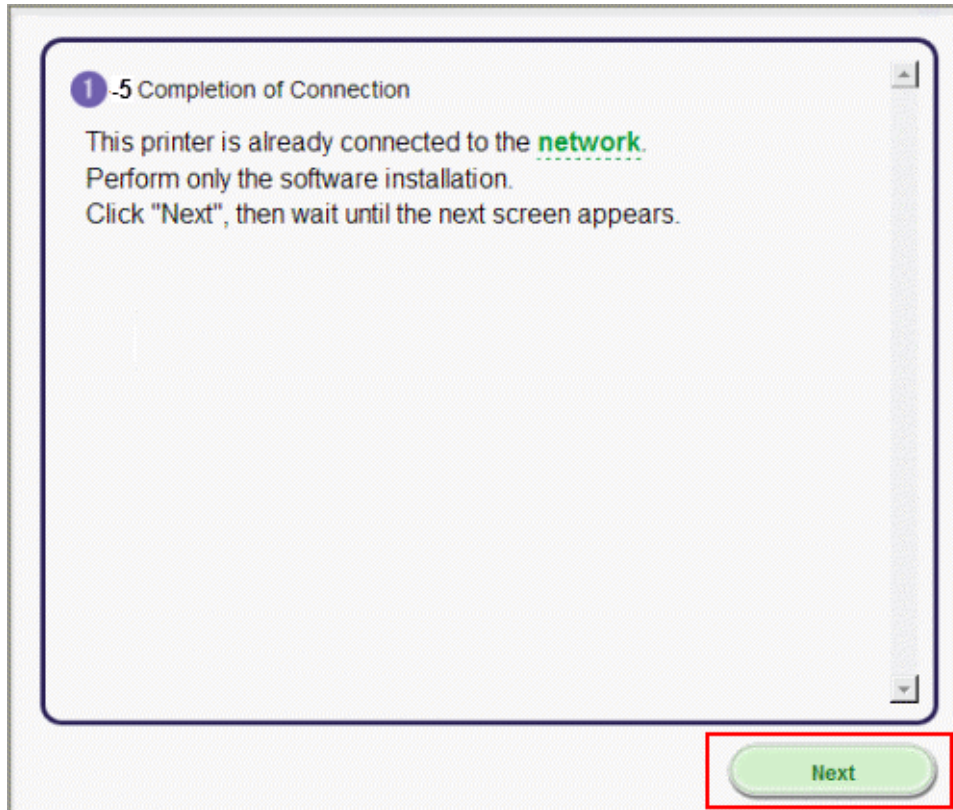 1 -5 Completion of Connection
This printer is already connected to the network.
Perform only the software installation.
Click "Next", then wait until the next screen appears.
Next